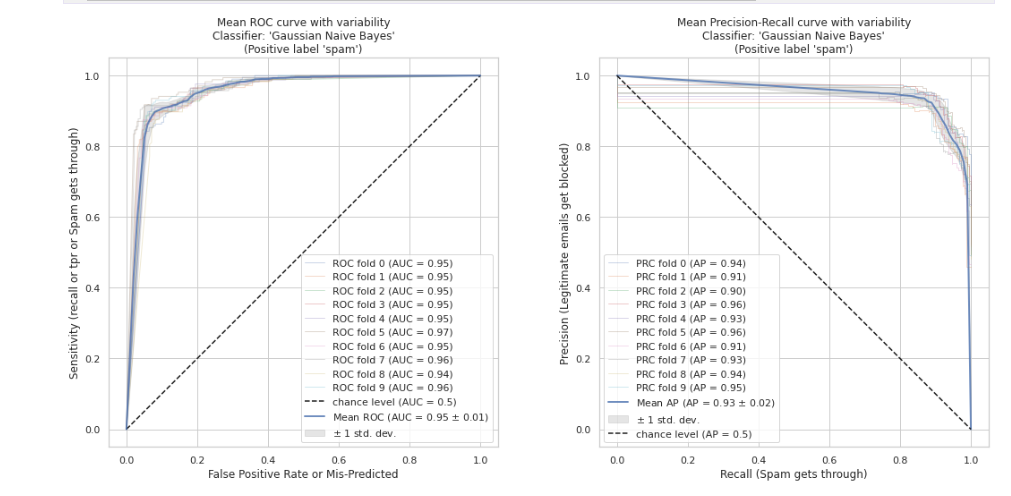 Mean ROC curve with variability
Classifier: 'Gaussian Naive Bayes'
(Positive label 'spam')
1.0
0.8
0.6
0.4
0.2
0.0
Sensitivity (recall or tpr or Spam gets through)
ROC fold 0 (AUC = 0.95)
ROC fold 1 (AUC = 0.95)
ROC fold 2 (AUC = 0.95)
ROC fold 3 (AUC = 0.95)
ROC fold 4 (AUC = 0.95)
ROC fold 5 (AUC = 0.97)
ROC fold 6 (AUC = 0.95)
ROC fold 7 (AUC = 0.96)
ROC fold 8 (AUC = 0.94)
ROC fold 9 (AUC = 0.96)
chance level (AUC = 0.5)
Mean ROC (AUC = 0.95 ± 0.01)
± 1 std. dev.
0.0 0.2 0.4 0.6 0.8 1.0
False Positive Rate or Mis-Predicted
Mean Precision-Recall curve with variability
Classifier: 'Gaussian Naive Bayes'
(Positive label 'spam')
1.0
0.8
0.6
0.4
0.2
0.0
Precision (Legitimate emails get blocked)
PRC fold 0 (AP = 0.94)
PRC fold 1 (AP = 0.91)
PRC fold 2 (AP = 0.90)
PRC fold 3 (AP = 0.96)
PRC fold 4 (AP = 0.93)
PRC fold 5 (AP = 0.96)
PRC fold 6 (AP = 0.91)
PRC fold 7 (AP = 0.93)
PRC fold 8 (AP = 0.94)
PRC fold 9 (AP = 0.95)
Mean AP (AP = 0.93 ± 0.02)
± 1 std. dev.
chance level (AP = 0.5)
0.0 0.2 0.4 0.6 0.8 1.0
Recall (Spam gets through)